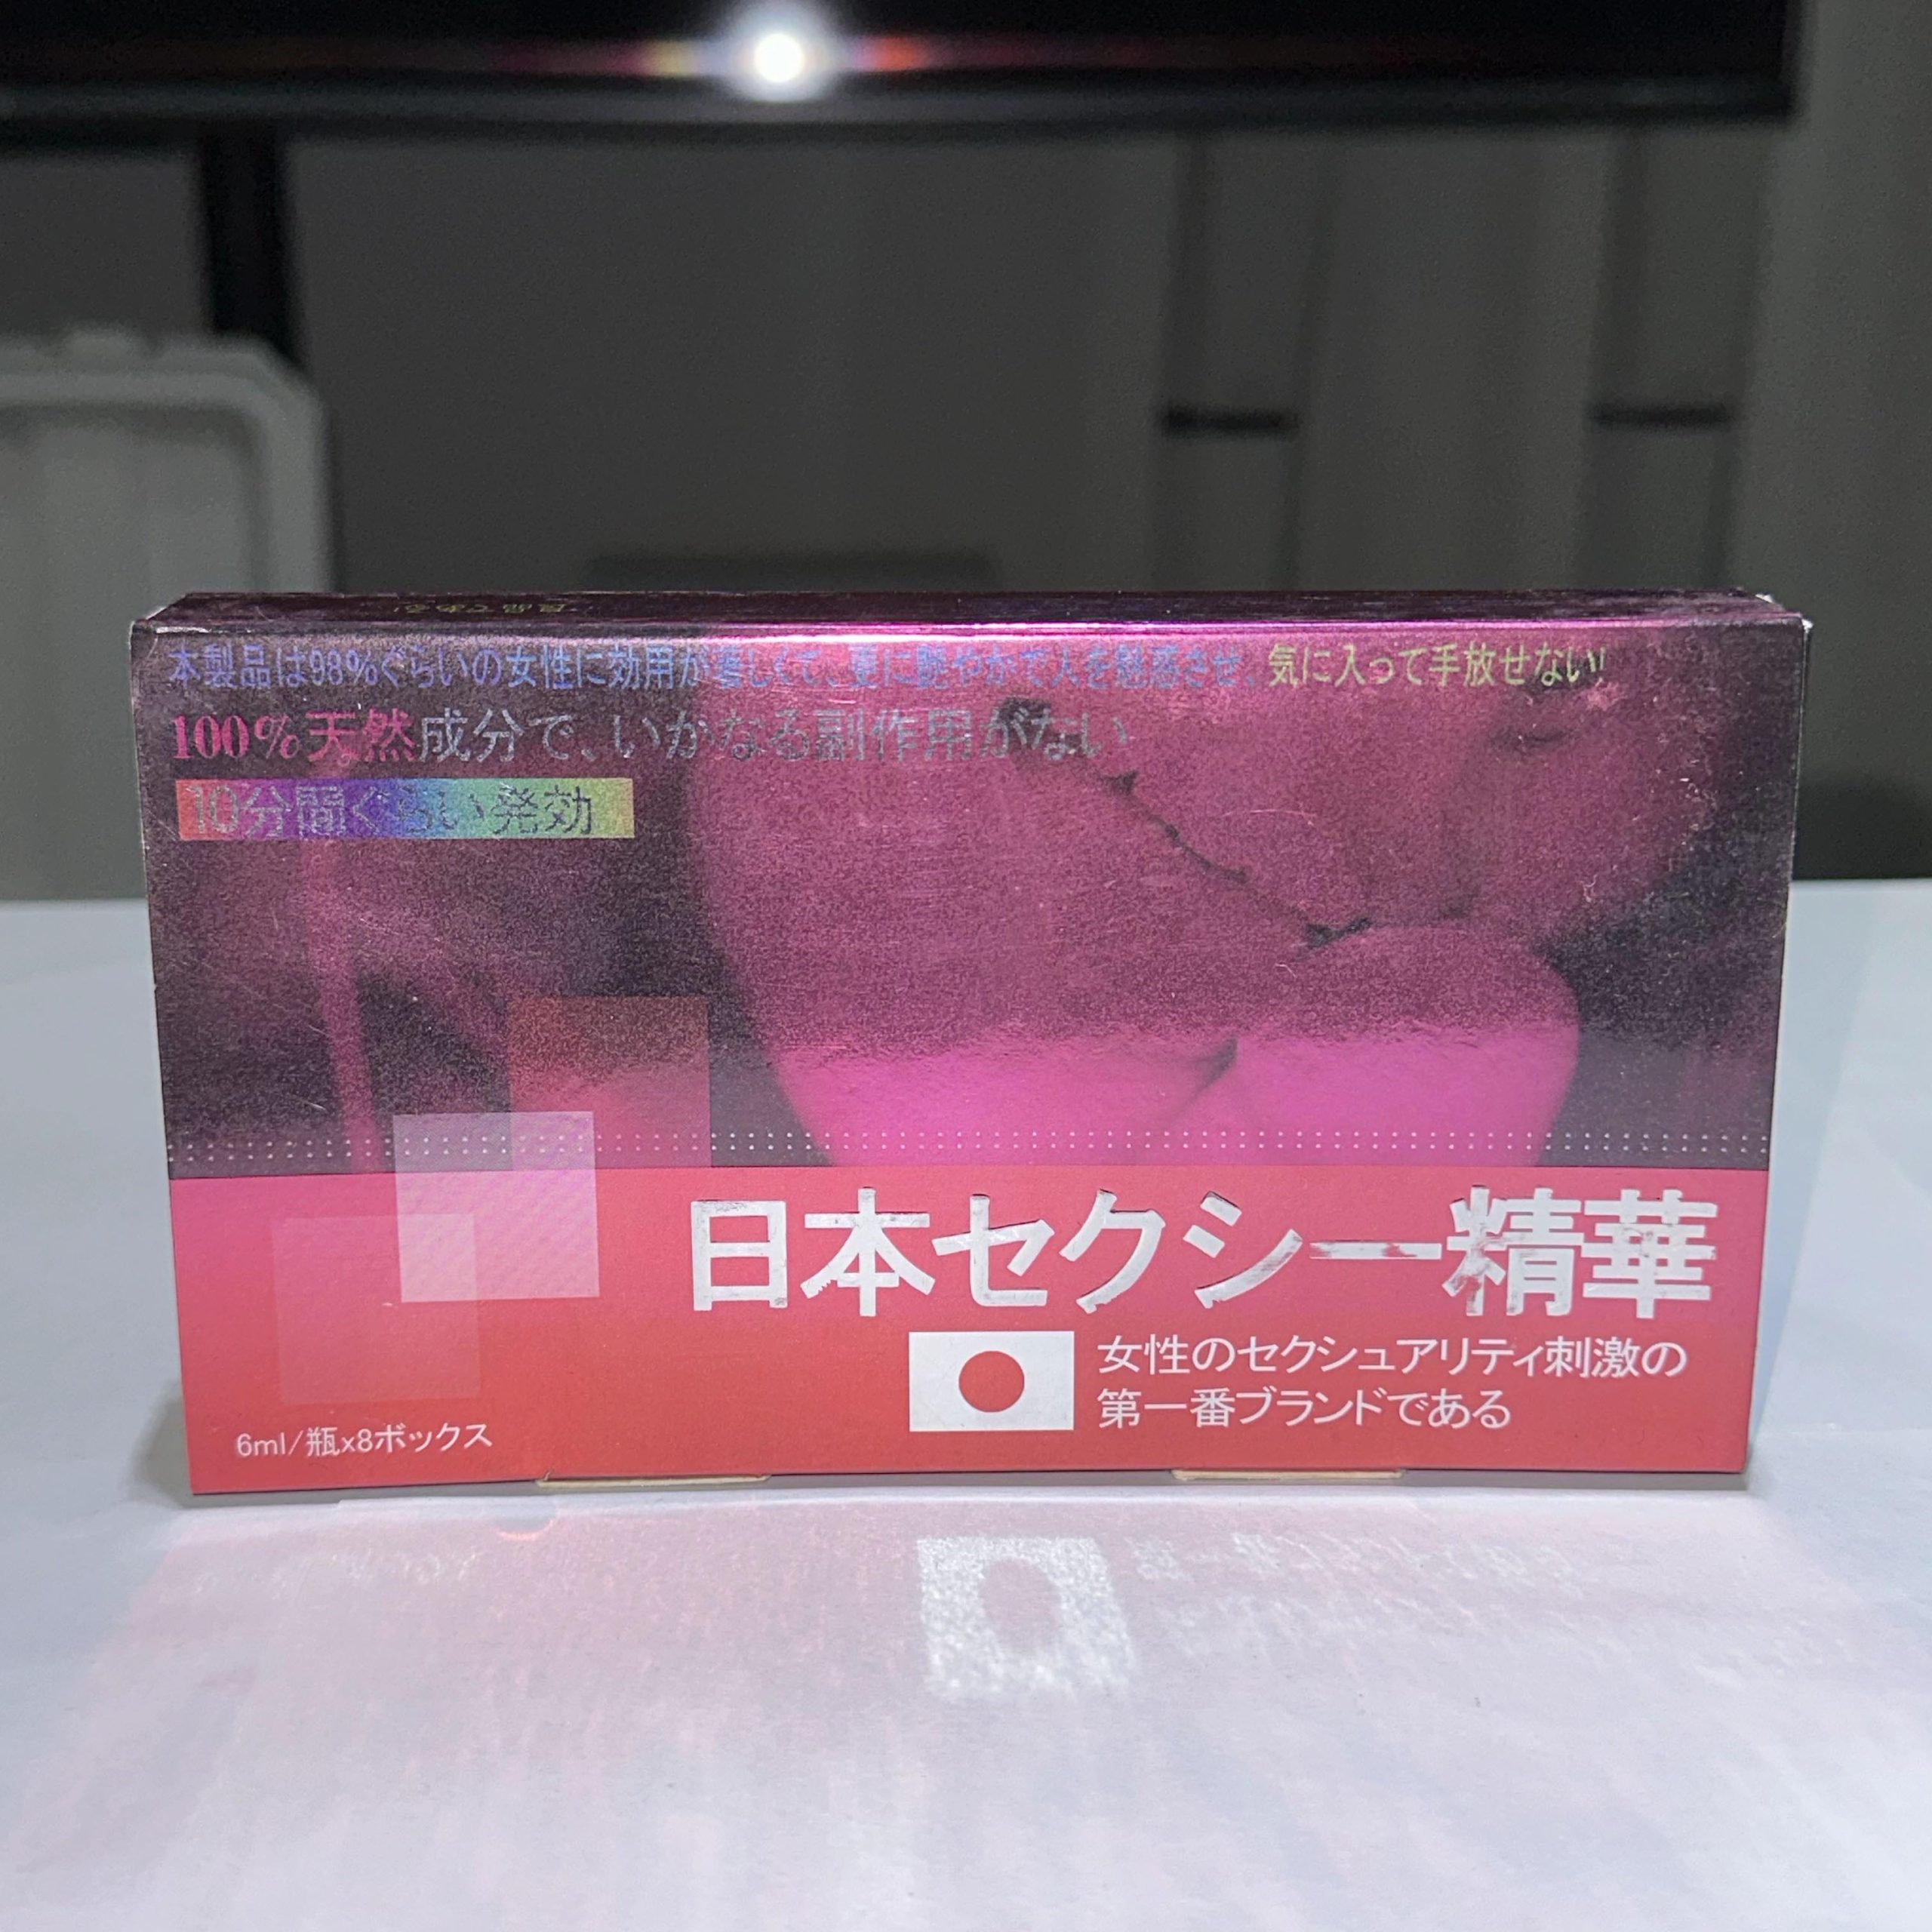 本製品は98%ぐらいの女性に効用が著しくて、更に艶やかで人を魅惑させ、気に入って手放せない!
100%天然成分で、いかなる副作用がない
10分間ぐらい発効
日本セクシー精華
女性のセクシュアリティ刺激の
第一番ブランドである
6ml/瓶x8ボックス